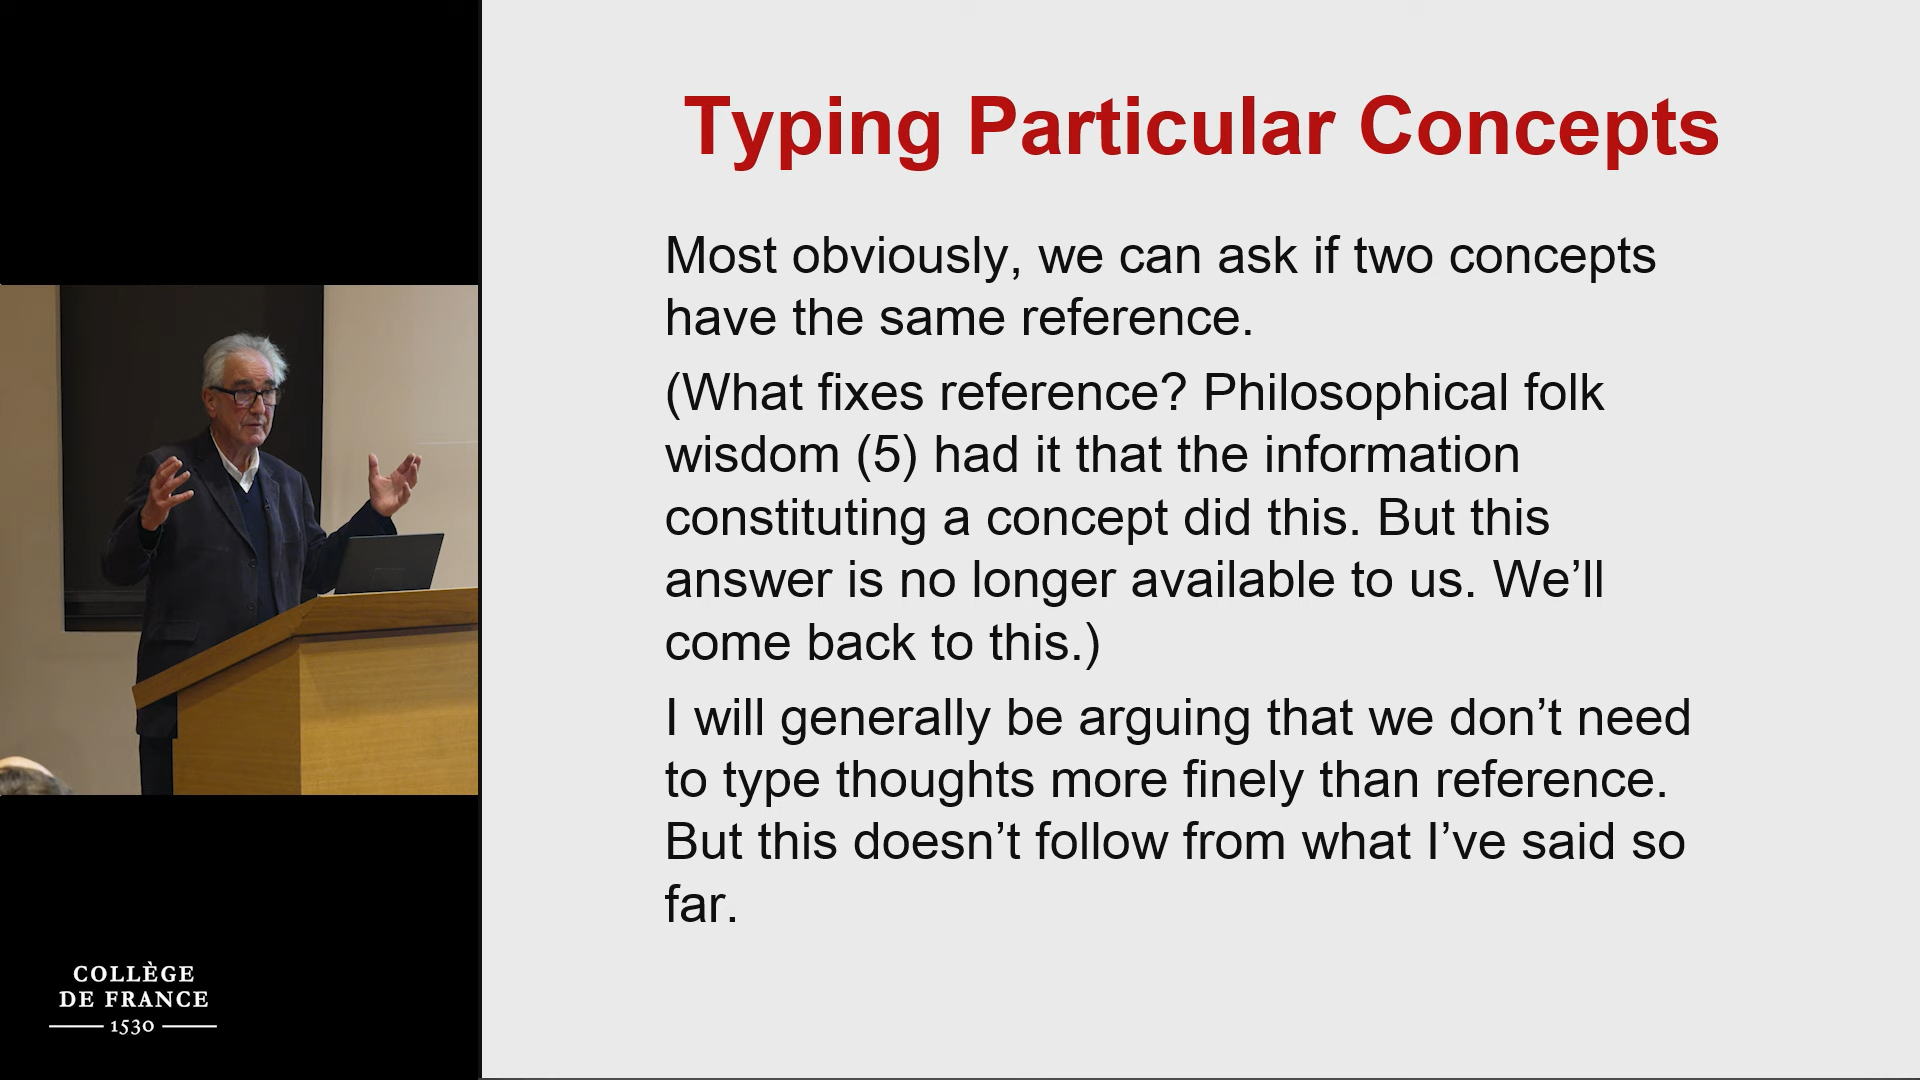 Typing Particular Concepts
Most obviously, we can ask if two concepts
have the same reference.
(What fixes reference? Philosophical folk
wisdom (5) had it that the information
constituting a concept did this. But this
answer is no longer available to us. We’ll
come back to this.)
I will generally be arguing that we don’t need
to type thoughts more finely than reference.
But this doesn’t follow from what I’ve said so
far.
COLLÈGE
DE FRANCE
1530